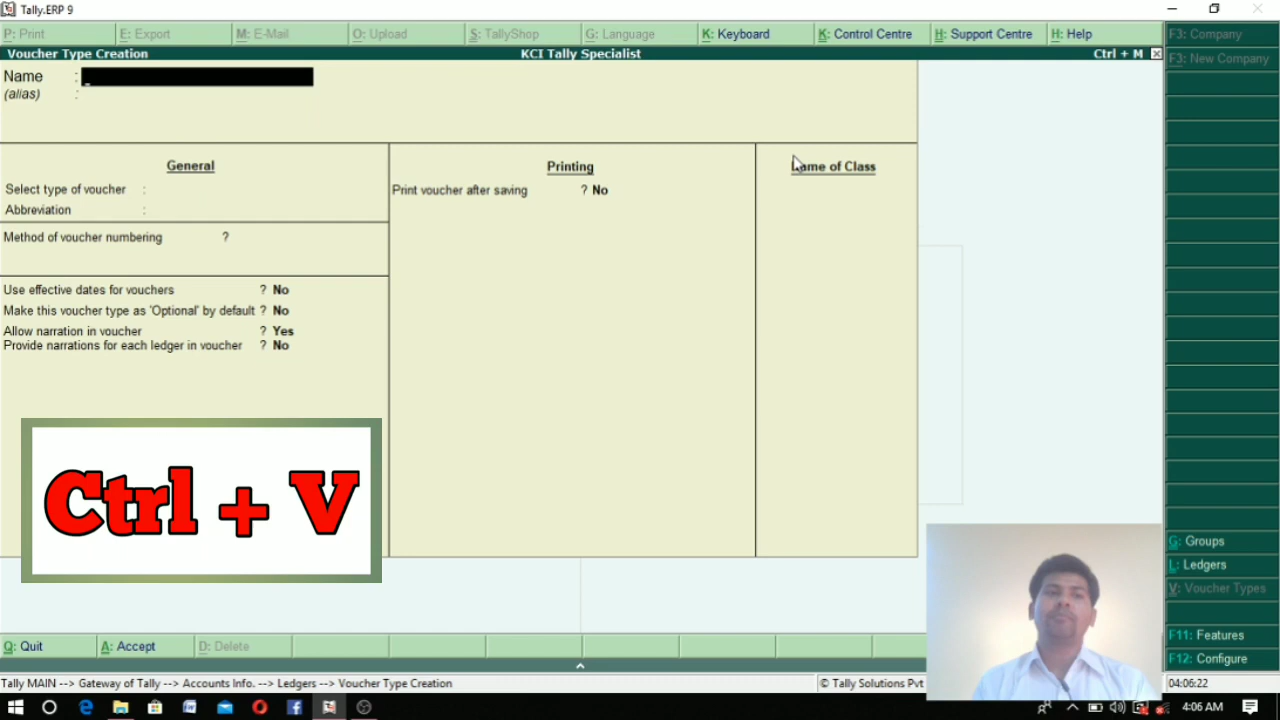 Tally.ERP 9
P: Print
E: Export
M: E-Mail
O: Upload
S: TallyShop
G: Language
K: Keyboard
K: Control Centre
H: Support Centre
H: Help
F3: Company
F3: New Company
Voucher Type Creation
KCI Tally Specialist
Ctrl + M
Name :
(alias) :
General
Printing
Name of Class
Select type of voucher :
Abbreviation :
Method of voucher numbering ?
Use effective dates for vouchers ? No
Make this voucher type as 'Optional' by default ? No
Allow narration in voucher ? Yes
Provide narrations for each ledger in voucher ? No
Print voucher after saving ? No
Ctrl + V
G: Groups
L: Ledgers
V: Voucher Types
F11: Features
F12: Configure
Q: Quit
A: Accept
D: Delete
Tally MAIN --> Gateway of Tally --> Accounts Info. --> Ledgers --> Voucher Type Creation
© Tally Solutions Pvt
04:06:22
4:06 AM